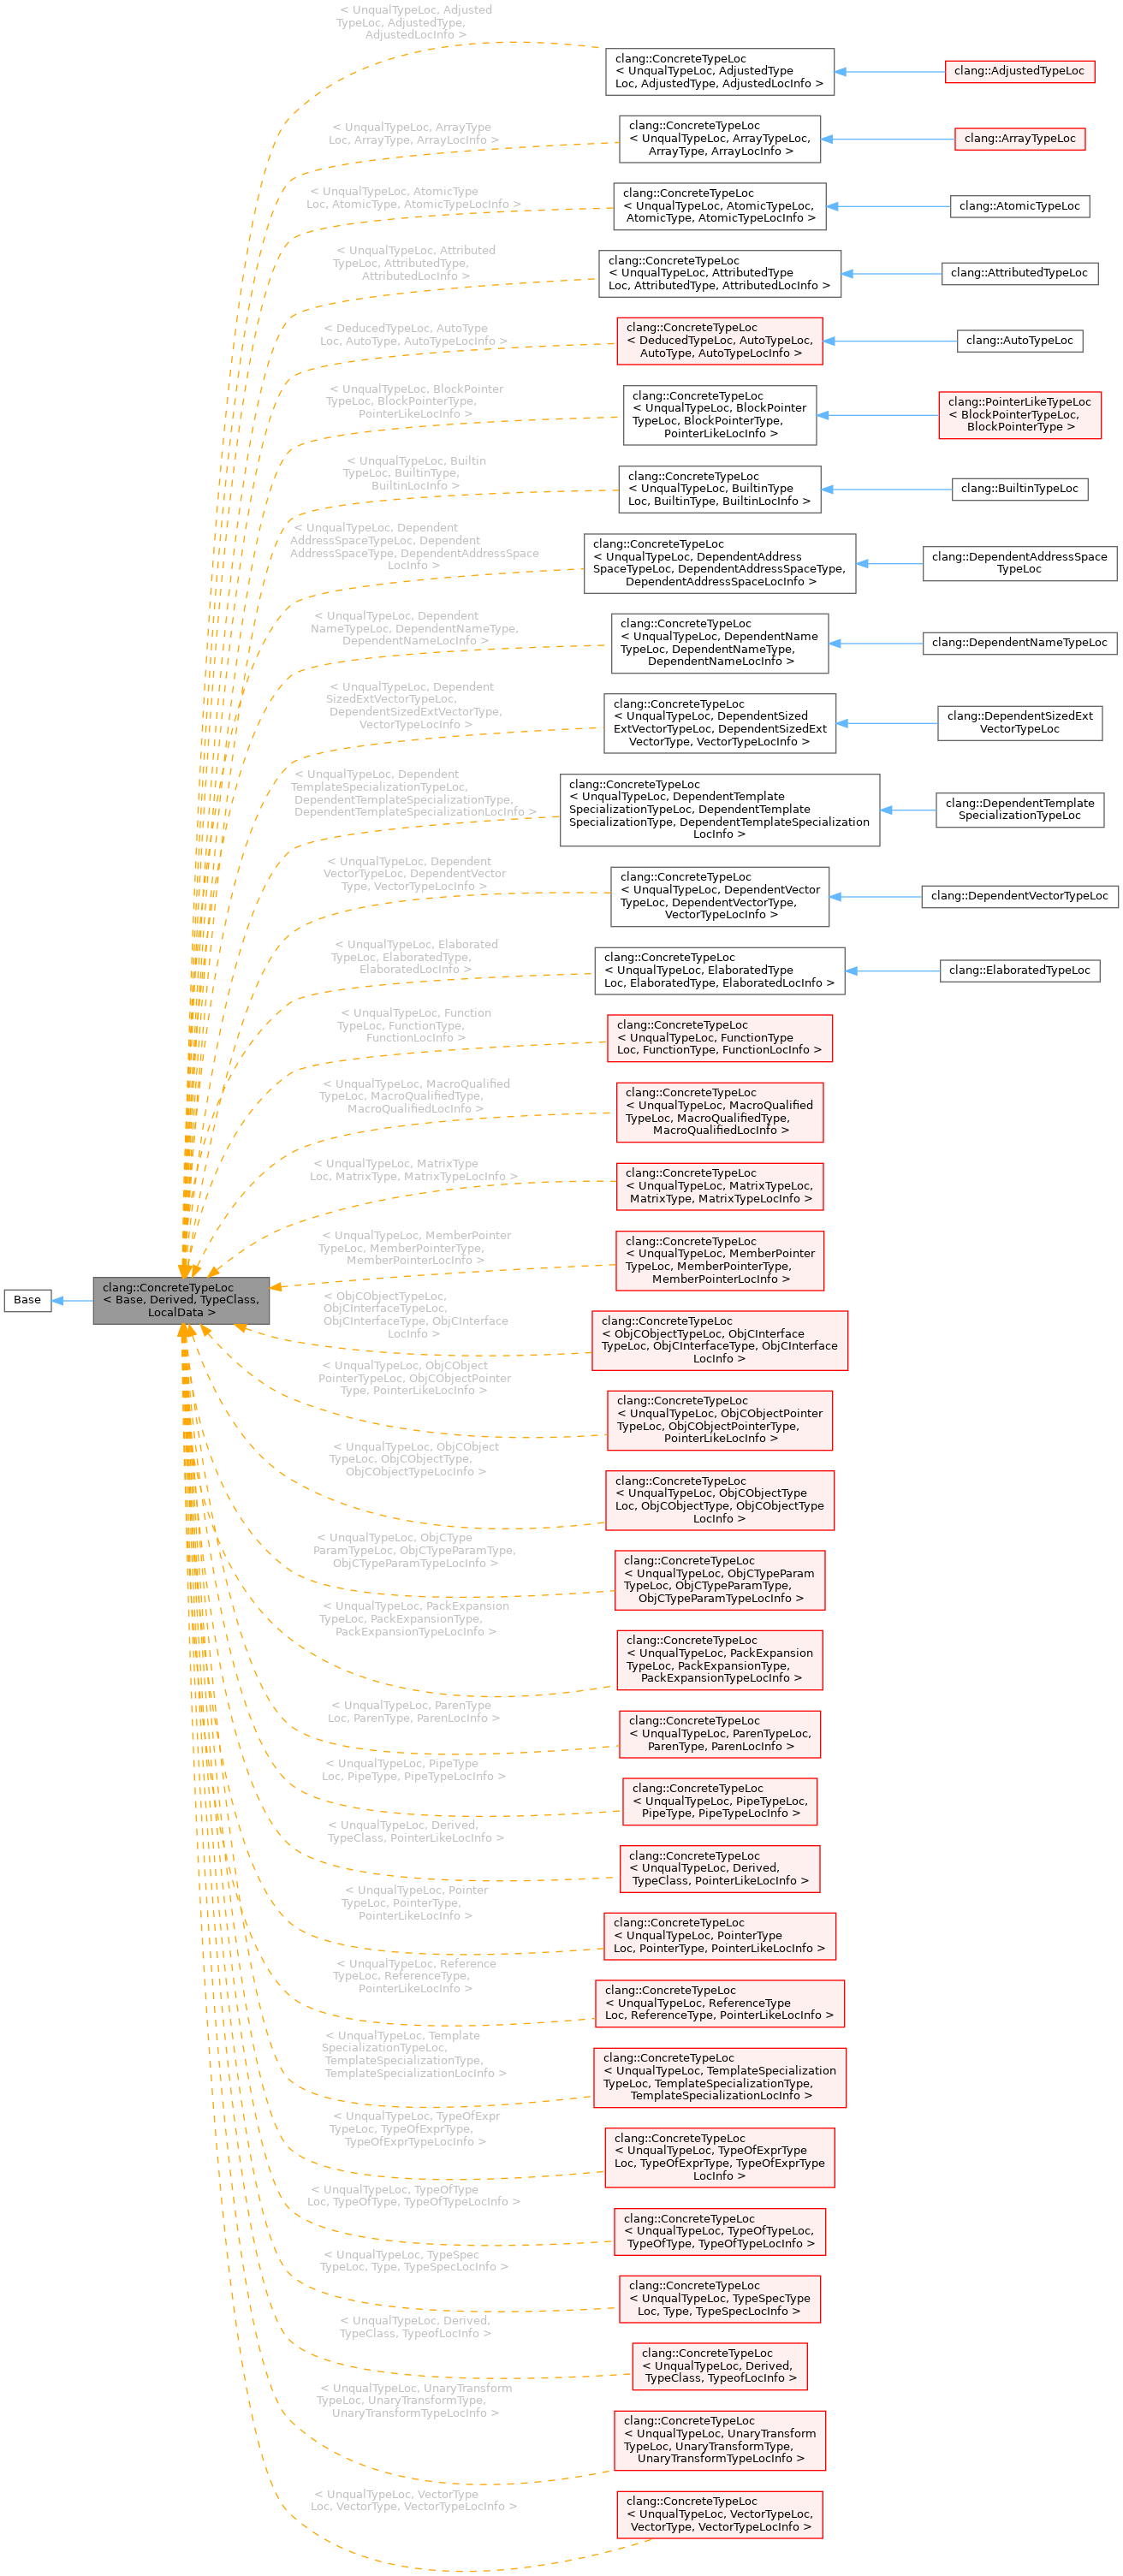 < UnqualTypeLoc, Adjusted
TypeLoc, AdjustedType,
AdjustedLocInfo >
clang::ConcreteTypeLoc
< UnqualTypeLoc, AdjustedType
Loc, AdjustedType, AdjustedLocInfo >
clang::AdjustedTypeLoc
< UnqualTypeLoc, ArrayType
Loc, ArrayType, ArrayLocInfo >
clang::ConcreteTypeLoc
< UnqualTypeLoc, ArrayTypeLoc,
ArrayType, ArrayLocInfo >
clang::ArrayTypeLoc
< UnqualTypeLoc, AtomicType
Loc, AtomicType, AtomicTypeLocInfo >
clang::ConcreteTypeLoc
< UnqualTypeLoc, AtomicTypeLoc,
AtomicType, AtomicTypeLocInfo >
clang::AtomicTypeLoc
< UnqualTypeLoc, Attributed
TypeLoc, AttributedType,
AttributedLocInfo >
clang::ConcreteTypeLoc
< UnqualTypeLoc, AttributedType
Loc, AttributedType, AttributedLocInfo >
clang::AttributedTypeLoc
< DeducedTypeLoc, AutoType
Loc, AutoType, AutoTypeLocInfo >
clang::ConcreteTypeLoc
< DeducedTypeLoc, AutoTypeLoc,
AutoType, AutoTypeLocInfo >
clang::AutoTypeLoc
< UnqualTypeLoc, BlockPointer
TypeLoc, BlockPointerType,
PointerLikeLocInfo >
clang::ConcreteTypeLoc
< UnqualTypeLoc, BlockPointer
TypeLoc, BlockPointerType,
PointerLikeLocInfo >
clang::PointerLikeTypeLoc
< BlockPointerTypeLoc,
BlockPointerType >
< UnqualTypeLoc, Builtin
TypeLoc, BuiltinType,
BuiltinLocInfo >
clang::ConcreteTypeLoc
< UnqualTypeLoc, BuiltinType
Loc, BuiltinType, BuiltinLocInfo >
clang::BuiltinTypeLoc
< UnqualTypeLoc, Dependent
AddressSpaceTypeLoc, Dependent
AddressSpaceType, DependentAddressSpace
LocInfo >
clang::ConcreteTypeLoc
< UnqualTypeLoc, DependentAddress
SpaceTypeLoc, DependentAddressSpaceType,
DependentAddressSpaceLocInfo >
clang::DependentAddressSpace
TypeLoc
< UnqualTypeLoc, Dependent
NameTypeLoc, DependentNameType,
DependentNameLocInfo >
clang::ConcreteTypeLoc
< UnqualTypeLoc, DependentName
TypeLoc, DependentNameType,
DependentNameLocInfo >
clang::DependentNameTypeLoc
< UnqualTypeLoc, Dependent
SizedExtVectorTypeLoc,
DependentSizedExtVectorType,
VectorTypeLocInfo >
clang::ConcreteTypeLoc
< UnqualTypeLoc, DependentSized
ExtVectorTypeLoc, DependentSizedExt
VectorType, VectorTypeLocInfo >
clang::DependentSizedExt
VectorTypeLoc
< UnqualTypeLoc, Dependent
TemplateSpecializationTypeLoc,
DependentTemplateSpecializationType,
DependentTemplateSpecializationLocInfo >
clang::ConcreteTypeLoc
< UnqualTypeLoc, DependentTemplate
SpecializationTypeLoc, DependentTemplate
SpecializationType, DependentTemplateSpecialization
LocInfo >
clang::DependentTemplate
SpecializationTypeLoc
< UnqualTypeLoc, Dependent
VectorTypeLoc, DependentVector
Type, VectorTypeLocInfo >
clang::ConcreteTypeLoc
< UnqualTypeLoc, DependentVector
TypeLoc, DependentVectorType,
VectorTypeLocInfo >
clang::DependentVectorTypeLoc
< UnqualTypeLoc, Elaborated
TypeLoc, ElaboratedType,
ElaboratedLocInfo >
clang::ConcreteTypeLoc
< UnqualTypeLoc, ElaboratedType
Loc, ElaboratedType, ElaboratedLocInfo >
clang::ElaboratedTypeLoc
< UnqualTypeLoc, Function
TypeLoc, FunctionType,
FunctionLocInfo >
clang::ConcreteTypeLoc
< UnqualTypeLoc, FunctionType
Loc, FunctionType, FunctionLocInfo >
< UnqualTypeLoc, MacroQualified
TypeLoc, MacroQualifiedType,
MacroQualifiedLocInfo >
clang::ConcreteTypeLoc
< UnqualTypeLoc, MacroQualified
TypeLoc, MacroQualifiedType,
MacroQualifiedLocInfo >
< UnqualTypeLoc, MatrixType
Loc, MatrixType, MatrixTypeLocInfo >
clang::ConcreteTypeLoc
< UnqualTypeLoc, MatrixTypeLoc,
MatrixType, MatrixTypeLocInfo >
< UnqualTypeLoc, MemberPointer
TypeLoc, MemberPointerType,
MemberPointerLocInfo >
clang::ConcreteTypeLoc
< UnqualTypeLoc, MemberPointer
TypeLoc, MemberPointerType,
MemberPointerLocInfo >
Base
clang::ConcreteTypeLoc
< Base, Derived, TypeClass,
LocalData >
< ObjCObjectTypeLoc,
ObjCInterfaceTypeLoc,
ObjCInterfaceType, ObjCInterface
LocInfo >
clang::ConcreteTypeLoc
< ObjCObjectTypeLoc, ObjCInterface
TypeLoc, ObjCInterfaceType, ObjCInterface
LocInfo >
< UnqualTypeLoc, ObjCObject
PointerTypeLoc, ObjCObjectPointer
Type, PointerLikeLocInfo >
clang::ConcreteTypeLoc
< UnqualTypeLoc, ObjCObjectPointer
TypeLoc, ObjCObjectPointerType,
PointerLikeLocInfo >
< UnqualTypeLoc, ObjCObject
TypeLoc, ObjCObjectType,
ObjCObjectTypeLocInfo >
clang::ConcreteTypeLoc
< UnqualTypeLoc, ObjCObjectType
Loc, ObjCObjectType, ObjCObjectType
LocInfo >
< UnqualTypeLoc, ObjCType
ParamTypeLoc, ObjCTypeParamType,
ObjCTypeParamTypeLocInfo >
clang::ConcreteTypeLoc
< UnqualTypeLoc, ObjCTypeParam
TypeLoc, ObjCTypeParamType,
ObjCTypeParamTypeLocInfo >
< UnqualTypeLoc, PackExpansion
TypeLoc, PackExpansionType,
PackExpansionTypeLocInfo >
clang::ConcreteTypeLoc
< UnqualTypeLoc, PackExpansion
TypeLoc, PackExpansionType,
PackExpansionTypeLocInfo >
< UnqualTypeLoc, ParenType
Loc, ParenType, ParenLocInfo >
clang::ConcreteTypeLoc
< UnqualTypeLoc, ParenTypeLoc,
ParenType, ParenLocInfo >
< UnqualTypeLoc, PipeType
Loc, PipeType, PipeTypeLocInfo >
clang::ConcreteTypeLoc
< UnqualTypeLoc, PipeTypeLoc,
PipeType, PipeTypeLocInfo >
< UnqualTypeLoc, Derived,
TypeClass, PointerLikeLocInfo >
clang::ConcreteTypeLoc
< UnqualTypeLoc, Derived,
TypeClass, PointerLikeLocInfo >
< UnqualTypeLoc, Pointer
TypeLoc, PointerType,
PointerLikeLocInfo >
clang::ConcreteTypeLoc
< UnqualTypeLoc, PointerType
Loc, PointerType, PointerLikeLocInfo >
< UnqualTypeLoc, Reference
TypeLoc, ReferenceType,
PointerLikeLocInfo >
clang::ConcreteTypeLoc
< UnqualTypeLoc, ReferenceType
Loc, ReferenceType, PointerLikeLocInfo >
< UnqualTypeLoc, Template
SpecializationTypeLoc,
TemplateSpecializationType,
TemplateSpecializationLocInfo >
clang::ConcreteTypeLoc
< UnqualTypeLoc, TemplateSpecialization
TypeLoc, TemplateSpecializationType,
TemplateSpecializationLocInfo >
< UnqualTypeLoc, TypeOfExpr
TypeLoc, TypeOfExprType,
TypeOfExprTypeLocInfo >
clang::ConcreteTypeLoc
< UnqualTypeLoc, TypeOfExprType
Loc, TypeOfExprType, TypeOfExprType
LocInfo >
< UnqualTypeLoc, TypeOfType
Loc, TypeOfType, TypeOfTypeLocInfo >
clang::ConcreteTypeLoc
< UnqualTypeLoc, TypeOfTypeLoc,
TypeOfType, TypeOfTypeLocInfo >
< UnqualTypeLoc, TypeSpec
TypeLoc, Type, TypeSpecLocInfo >
clang::ConcreteTypeLoc
< UnqualTypeLoc, TypeSpecType
Loc, Type, TypeSpecLocInfo >
< UnqualTypeLoc, Derived,
TypeClass, TypeofLocInfo >
clang::ConcreteTypeLoc
< UnqualTypeLoc, Derived,
TypeClass, TypeofLocInfo >
< UnqualTypeLoc, UnaryTransform
TypeLoc, UnaryTransformType,
UnaryTransformTypeLocInfo >
clang::ConcreteTypeLoc
< UnqualTypeLoc, UnaryTransform
TypeLoc, UnaryTransformType,
UnaryTransformTypeLocInfo >
< UnqualTypeLoc, VectorType
Loc, VectorType, VectorTypeLocInfo >
clang::ConcreteTypeLoc
< UnqualTypeLoc, VectorTypeLoc,
VectorType, VectorTypeLocInfo >